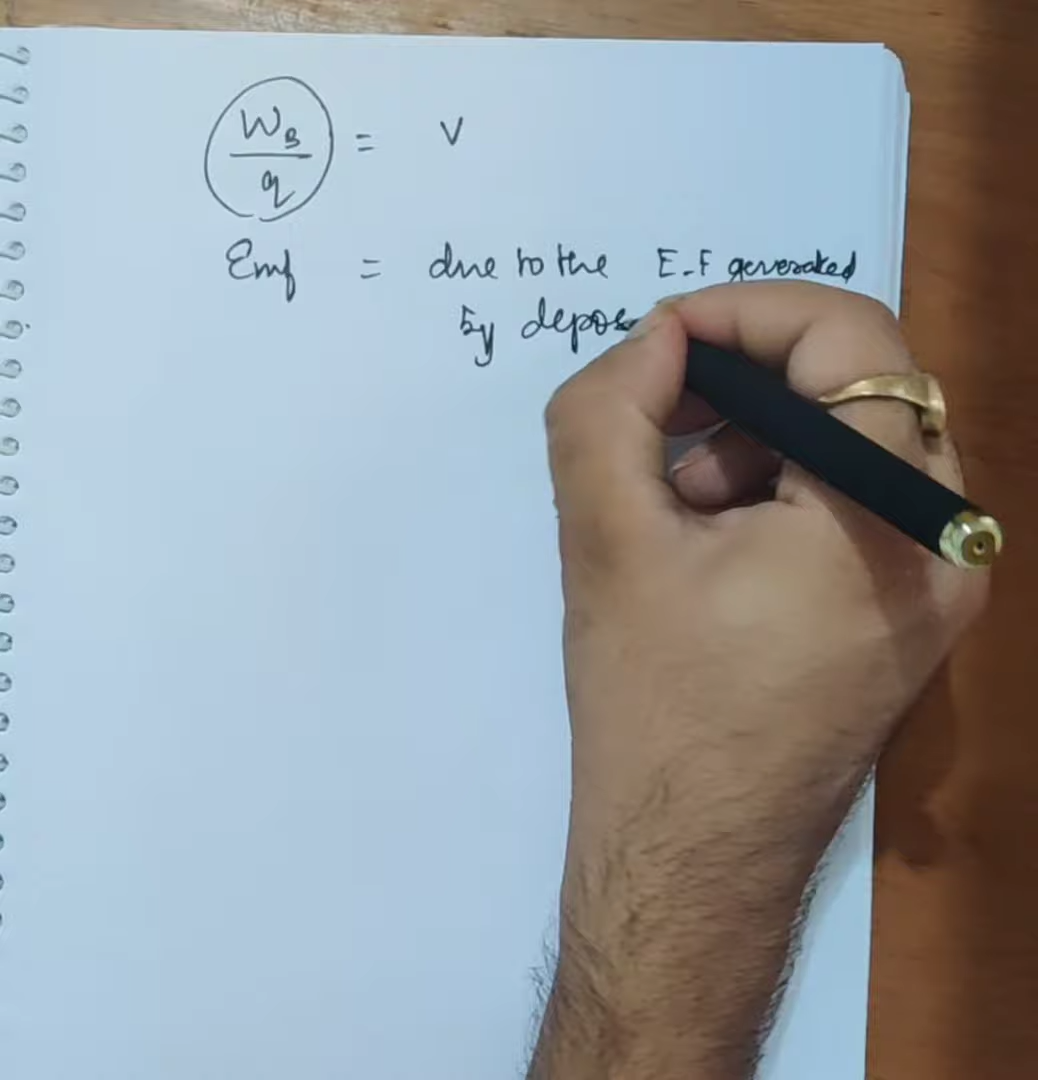 W_B/q = V
Emf = due to the E.F generated
by depos